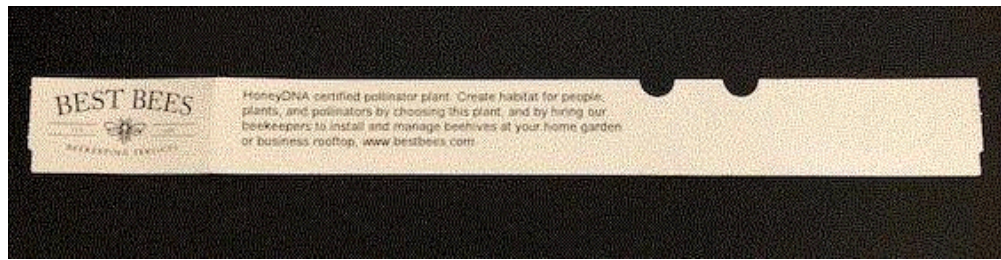 BEST BEES
BEEKEEPING SERVICES
HoneyDNA certified pollinator plant. Create habitat for people,
plants, and pollinators by choosing this plant, and by hiring our
beekeepers to install and manage beehives at your home garden
or business rooftop. www.bestbees.com